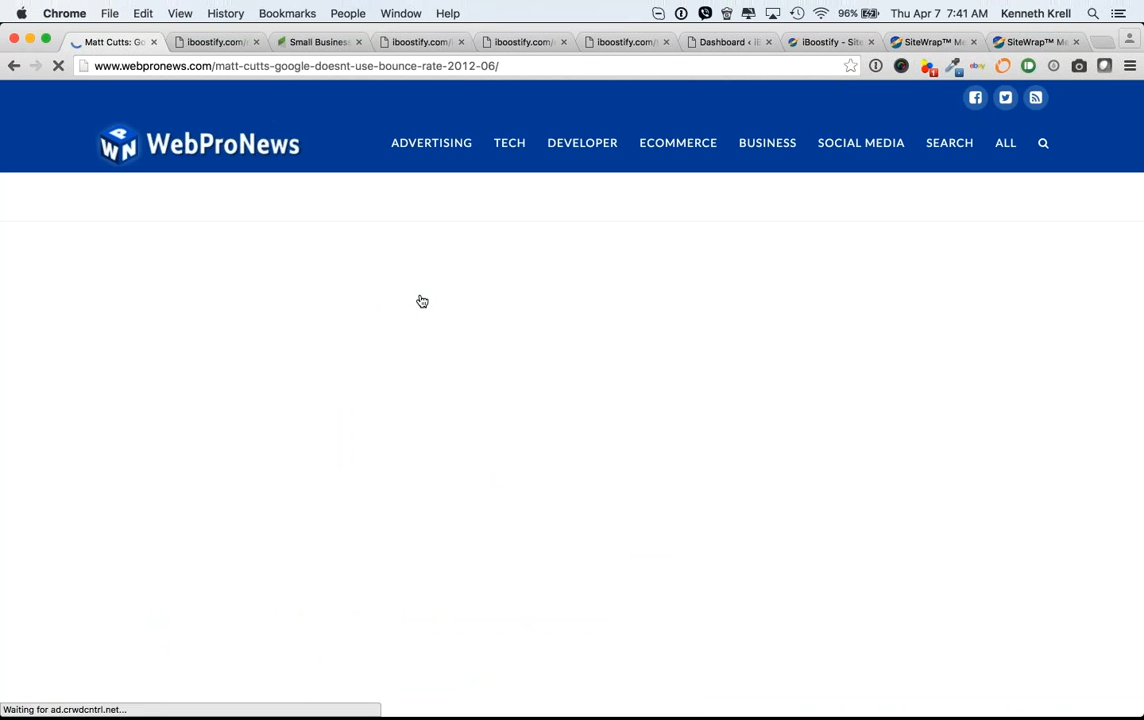 Chrome File Edit View History Bookmarks People Window Help 96% Thu Apr 7 7:41 AM Kenneth Krell
Matt Cutts: Go iboostify.com/ Small Business iboostify.com/ iboostify.com/ iboostify.com/ Dashboard ‹ iB iBoostify - Site SiteWrap™ Me SiteWrap™ Me
www.webpronews.com/matt-cutts-google-doesnt-use-bounce-rate-2012-06/
WebProNews ADVERTISING TECH DEVELOPER ECOMMERCE BUSINESS SOCIAL MEDIA SEARCH ALL
Waiting for ad.crwdcntrl.net...